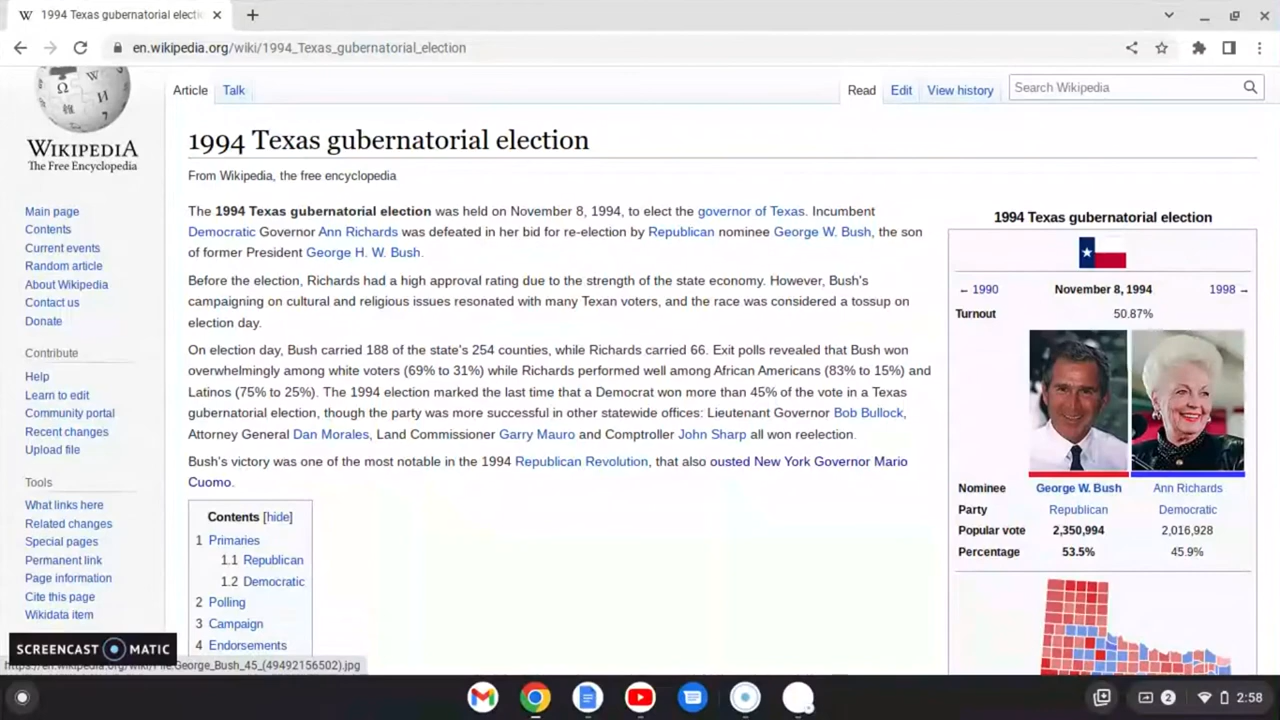 1994 Texas gubernatorial electi
en.wikipedia.org/wiki/1994_Texas_gubernatorial_election
WIKIPEDIA
The Free Encyclopedia
Main page
Contents
Current events
Random article
About Wikipedia
Contact us
Donate
Contribute
Help
Learn to edit
Community portal
Recent changes
Upload file
Tools
What links here
Related changes
Special pages
Permanent link
Page information
Cite this page
Wikidata item
Article Talk
Read Edit View history
Search Wikipedia
1994 Texas gubernatorial election
From Wikipedia, the free encyclopedia
The 1994 Texas gubernatorial election was held on November 8, 1994, to elect the governor of Texas. Incumbent
Democratic Governor Ann Richards was defeated in her bid for re-election by Republican nominee George W. Bush, the son
of former President George H. W. Bush.
Before the election, Richards had a high approval rating due to the strength of the state economy. However, Bush's
campaigning on cultural and religious issues resonated with many Texan voters, and the race was considered a tossup on
election day.
On election day, Bush carried 188 of the state's 254 counties, while Richards carried 66. Exit polls revealed that Bush won
overwhelmingly among white voters (69% to 31%) while Richards performed well among African Americans (83% to 15%) and
Latinos (75% to 25%). The 1994 election marked the last time that a Democrat won more than 45% of the vote in a Texas
gubernatorial election, though the party was more successful in other statewide offices: Lieutenant Governor Bob Bullock,
Attorney General Dan Morales, Land Commissioner Garry Mauro and Comptroller John Sharp all won reelection.
Bush's victory was one of the most notable in the 1994 Republican Revolution, that also ousted New York Governor Mario
Cuomo.
Contents [hide]
1 Primaries
1.1 Republican
1.2 Democratic
2 Polling
3 Campaign
4 Endorsements
1994 Texas gubernatorial election
← 1990 November 8, 1994 1998 →
Turnout 50.87%
Nominee George W. Bush Ann Richards
Party Republican Democratic
Popular vote 2,350,994 2,016,928
Percentage 53.5% 45.9%
SCREENCAST MATIC
https://en.wikipedia.org/wiki/File:George_Bush_45_(49492156502).jpg
2 2:58